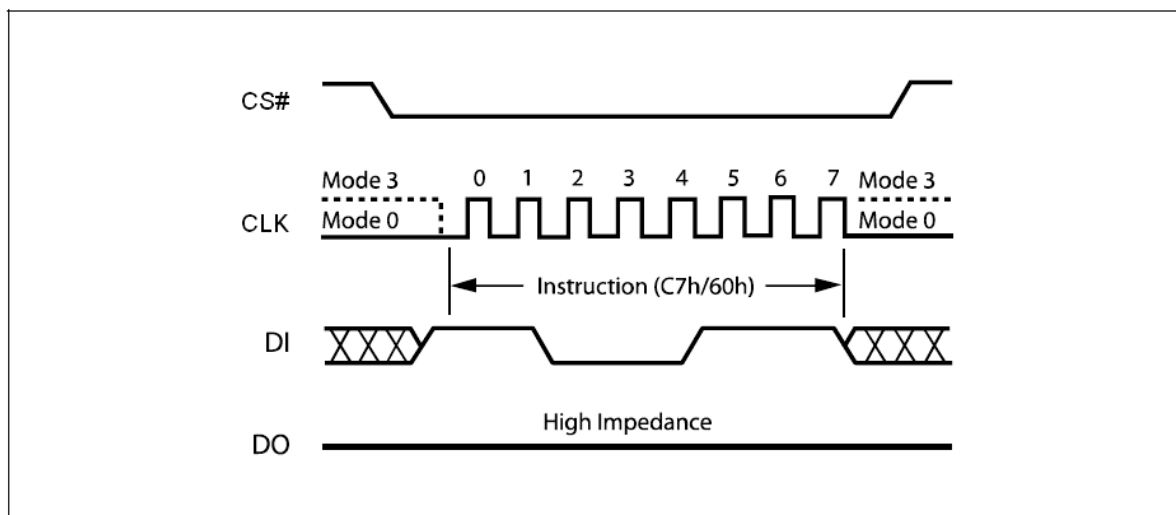 CS#
Mode 3 0 1 2 3 4 5 6 7 Mode 3
CLK Mode 0 Mode 0
Instruction (C7h/60h)
DI
High Impedance
DO